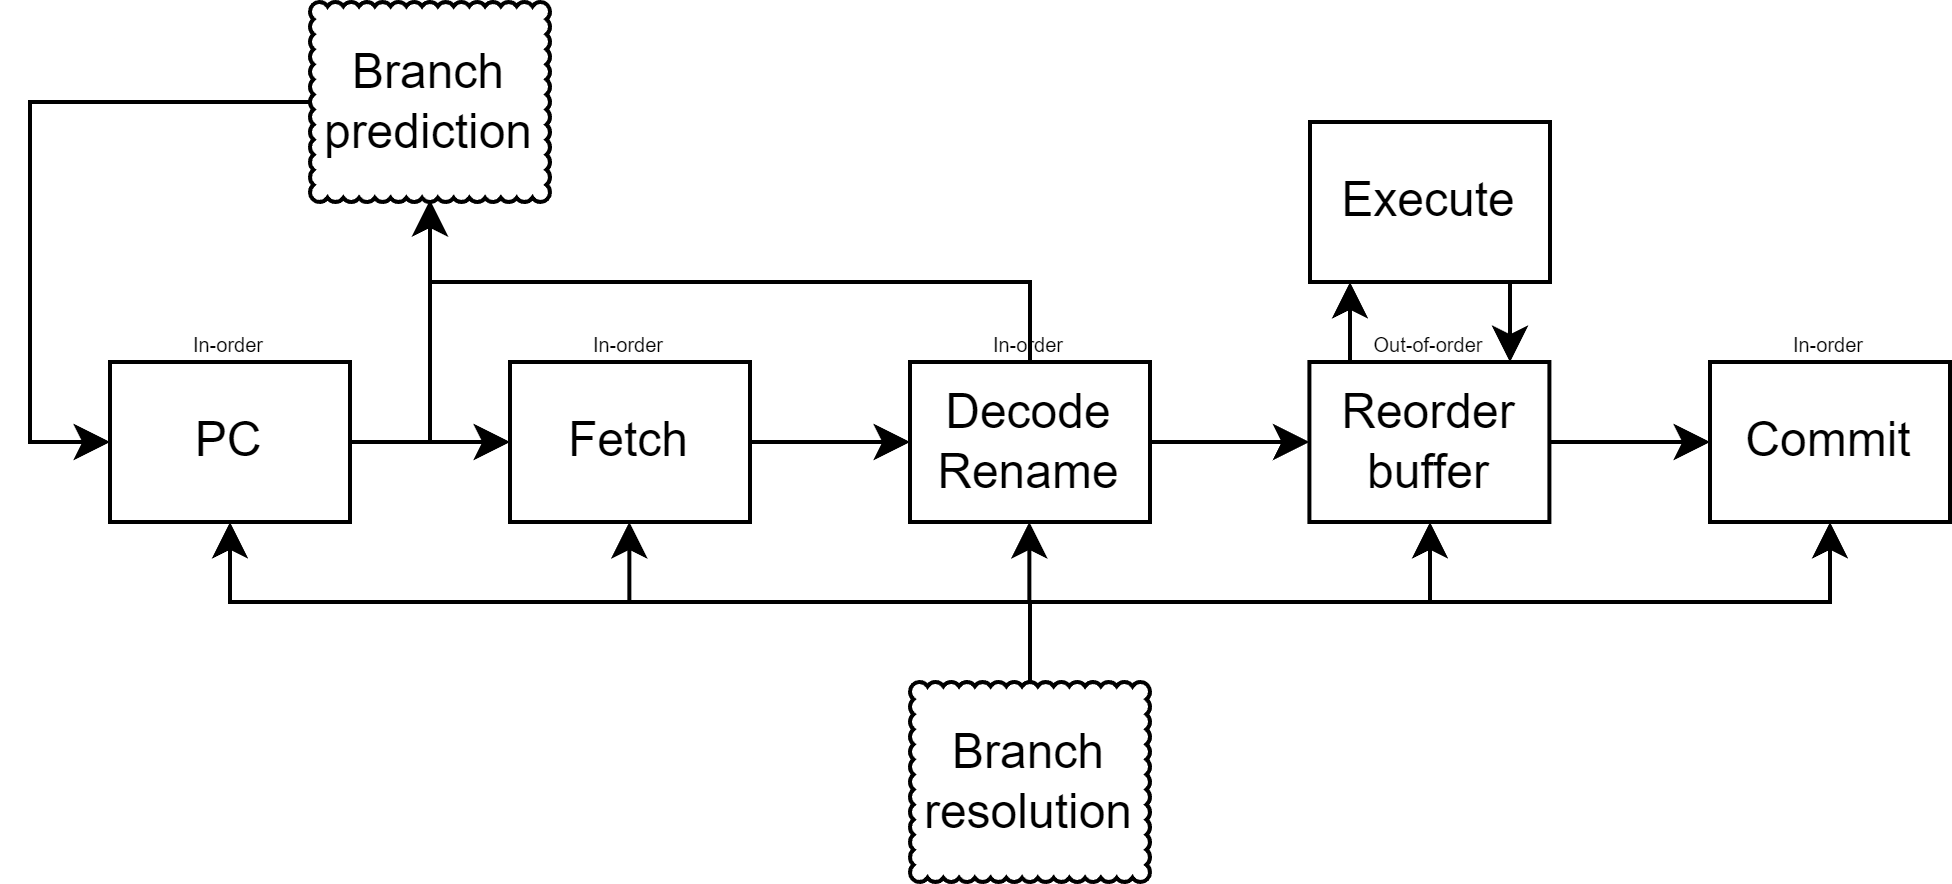 Branch
prediction
Execute
In-order
In-order
In-order
Out-of-order
In-order
PC
Fetch
Decode
Rename
Reorder
buffer
Commit
Branch
resolution